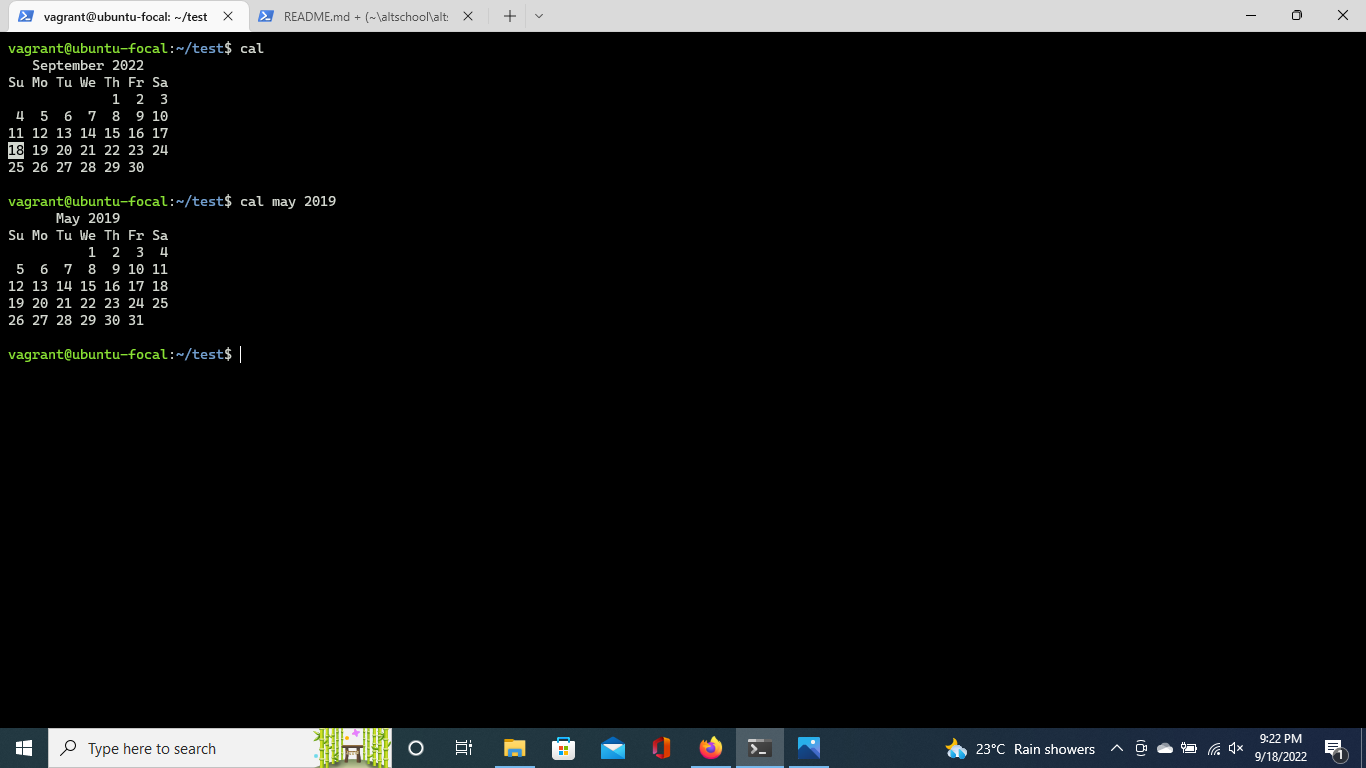 vagrant@ubuntu-focal: ~/test
README.md + (~\altschool\alt
vagrant@ubuntu-focal:~/test$ cal
   September 2022
Su Mo Tu We Th Fr Sa
             1  2  3
 4  5  6  7  8  9 10
11 12 13 14 15 16 17
18 19 20 21 22 23 24
25 26 27 28 29 30
vagrant@ubuntu-focal:~/test$ cal may 2019
      May 2019
Su Mo Tu We Th Fr Sa
          1  2  3  4
 5  6  7  8  9 10 11
12 13 14 15 16 17 18
19 20 21 22 23 24 25
26 27 28 29 30 31
vagrant@ubuntu-focal:~/test$
Type here to search
23°C Rain showers
9:22 PM
9/18/2022
1